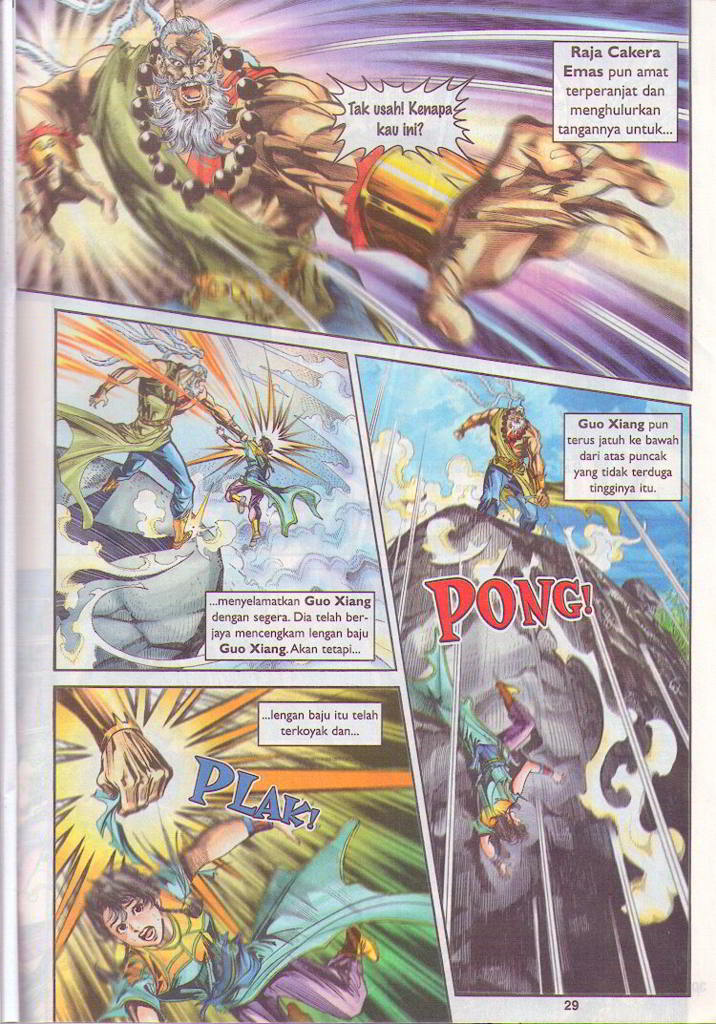 Raja Cakera
Emas pun amat
terperanjat dan
menghulurkan
tangannya untuk...
Tak usah! Kenapa
kau ini?
...menyelamatkan Guo Xiang
dengan segera. Dia telah ber-
jaya mencengkam lengan baju
Guo Xiang. Akan tetapi...
...lengan baju itu telah
terkoyak dan...
PLAK!
Guo Xiang pun
terus jatuh ke bawah
dari atas puncak
yang tidak terduga
tingginya itu.
PONG!
29